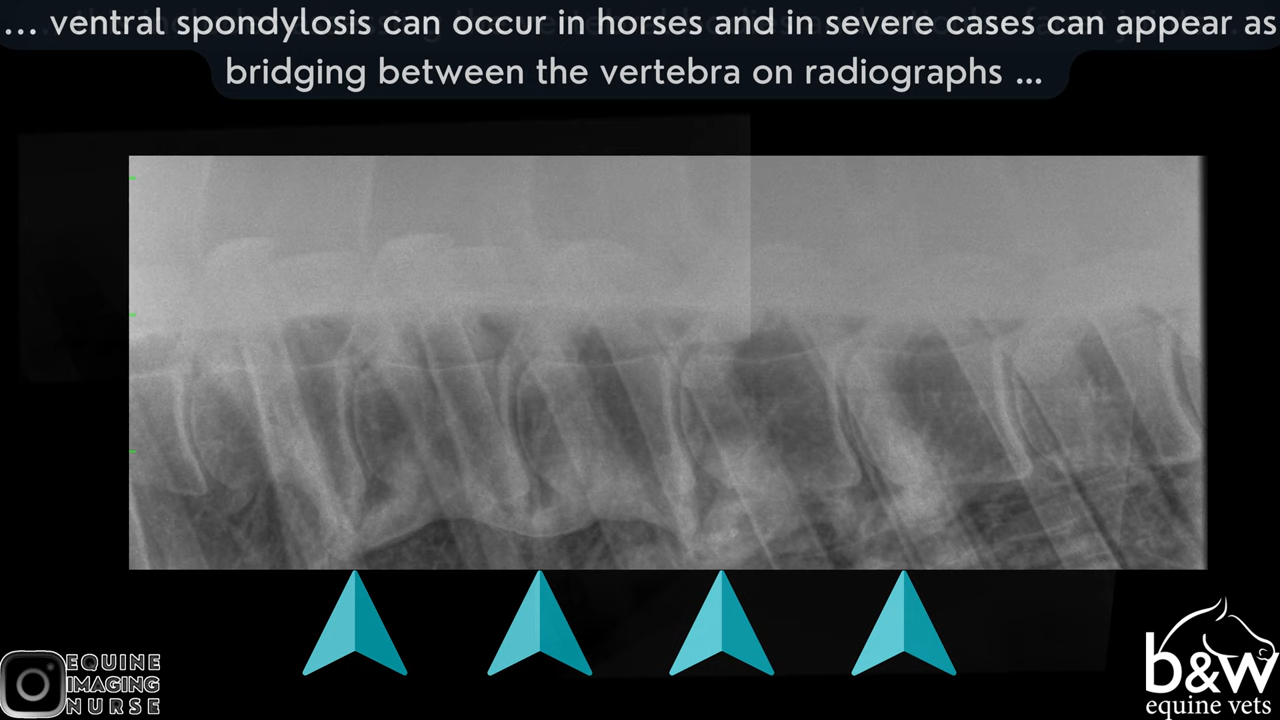 ... ventral spondylosis can occur in horses and in severe cases can appear as
bridging between the vertebra on radiographs ...
EQUINE
IMAGING
NURSE
b&w
equine vets